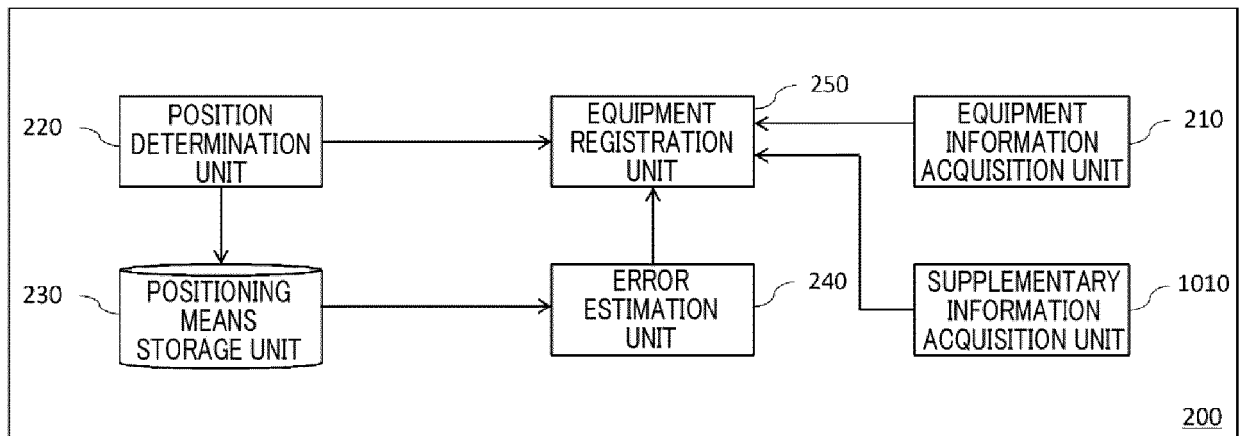 220
POSITION
DETERMINATION
UNIT
250
EQUIPMENT
REGISTRATION
UNIT
EQUIPMENT
INFORMATION
ACQUISITION UNIT
210
230
POSITIONING
MEANS
STORAGE UNIT
ERROR
ESTIMATION
UNIT
240
SUPPLEMENTARY
INFORMATION
ACQUISITION UNIT
1010
200